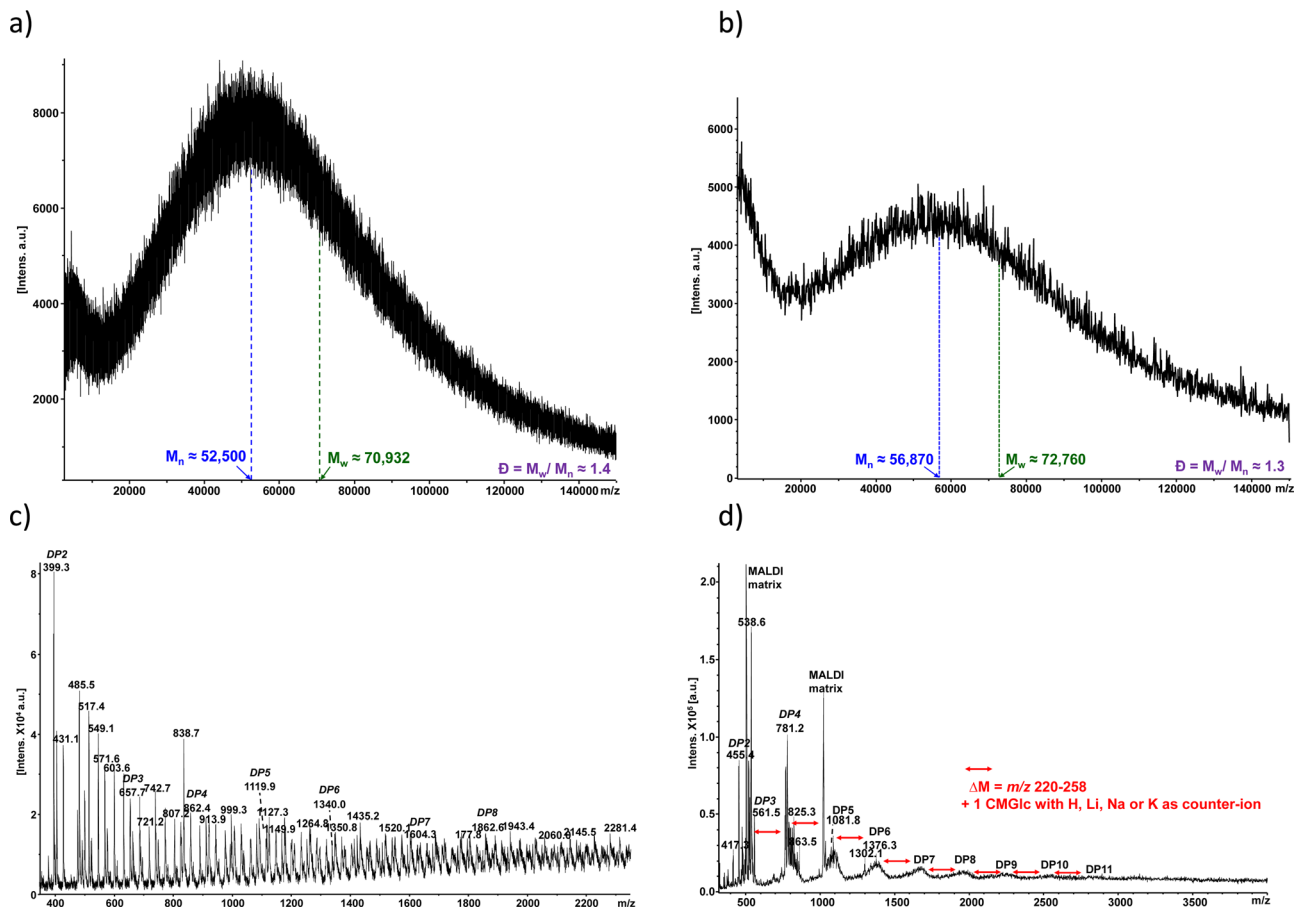 a)
b)
[Intens. a.u.]
8000
6000
4000
2000
Mn ≈ 52,500
Mw ≈ 70,932
Đ = Mw/ Mn ≈ 1.4
20000 40000 60000 80000 100000 120000 140000 m/z
[Intens. a.u.]
6000
5000
4000
3000
2000
1000
0
Mn ≈ 56,870
Mw ≈ 72,760
Đ = Mw/ Mn ≈ 1.3
20000 40000 60000 80000 100000 120000 140000 m/z
c)
d)
[Intens. X10⁴ a.u.]
8
6
4
2
0
DP2
399.3
431.1
485.5
517.4
549.1
571.6
603.6
DP3
657.7
721.2
742.7
807.2
838.7
DP4
862.4
913.9
999.3
DP5
1119.9
1127.3
1149.9
1264.8
DP6
1340.0
1350.8
1435.2
1520.1
DP7
1604.3
177.8
DP8
1862.6
1943.4
2060.6
2145.5
2281.4
400 600 800 1000 1200 1400 1600 1800 2000 2200 m/z
Intens. X10⁵ [a.u.]
2.0
1.5
1.0
0.5
0.0
MALDI
matrix
538.6
DP2
455.4
417.3
DP3
561.5
DP4
781.2
825.3
863.5
MALDI
matrix
DP5
1081.8
DP6
1376.3
1302.1
DP7
DP8
DP9
DP10
DP11
ΔM = m/z 220-258
+ 1 CMGlc with H, Li, Na or K as counter-ion
500 1000 1500 2000 2500 3000 3500 m/z